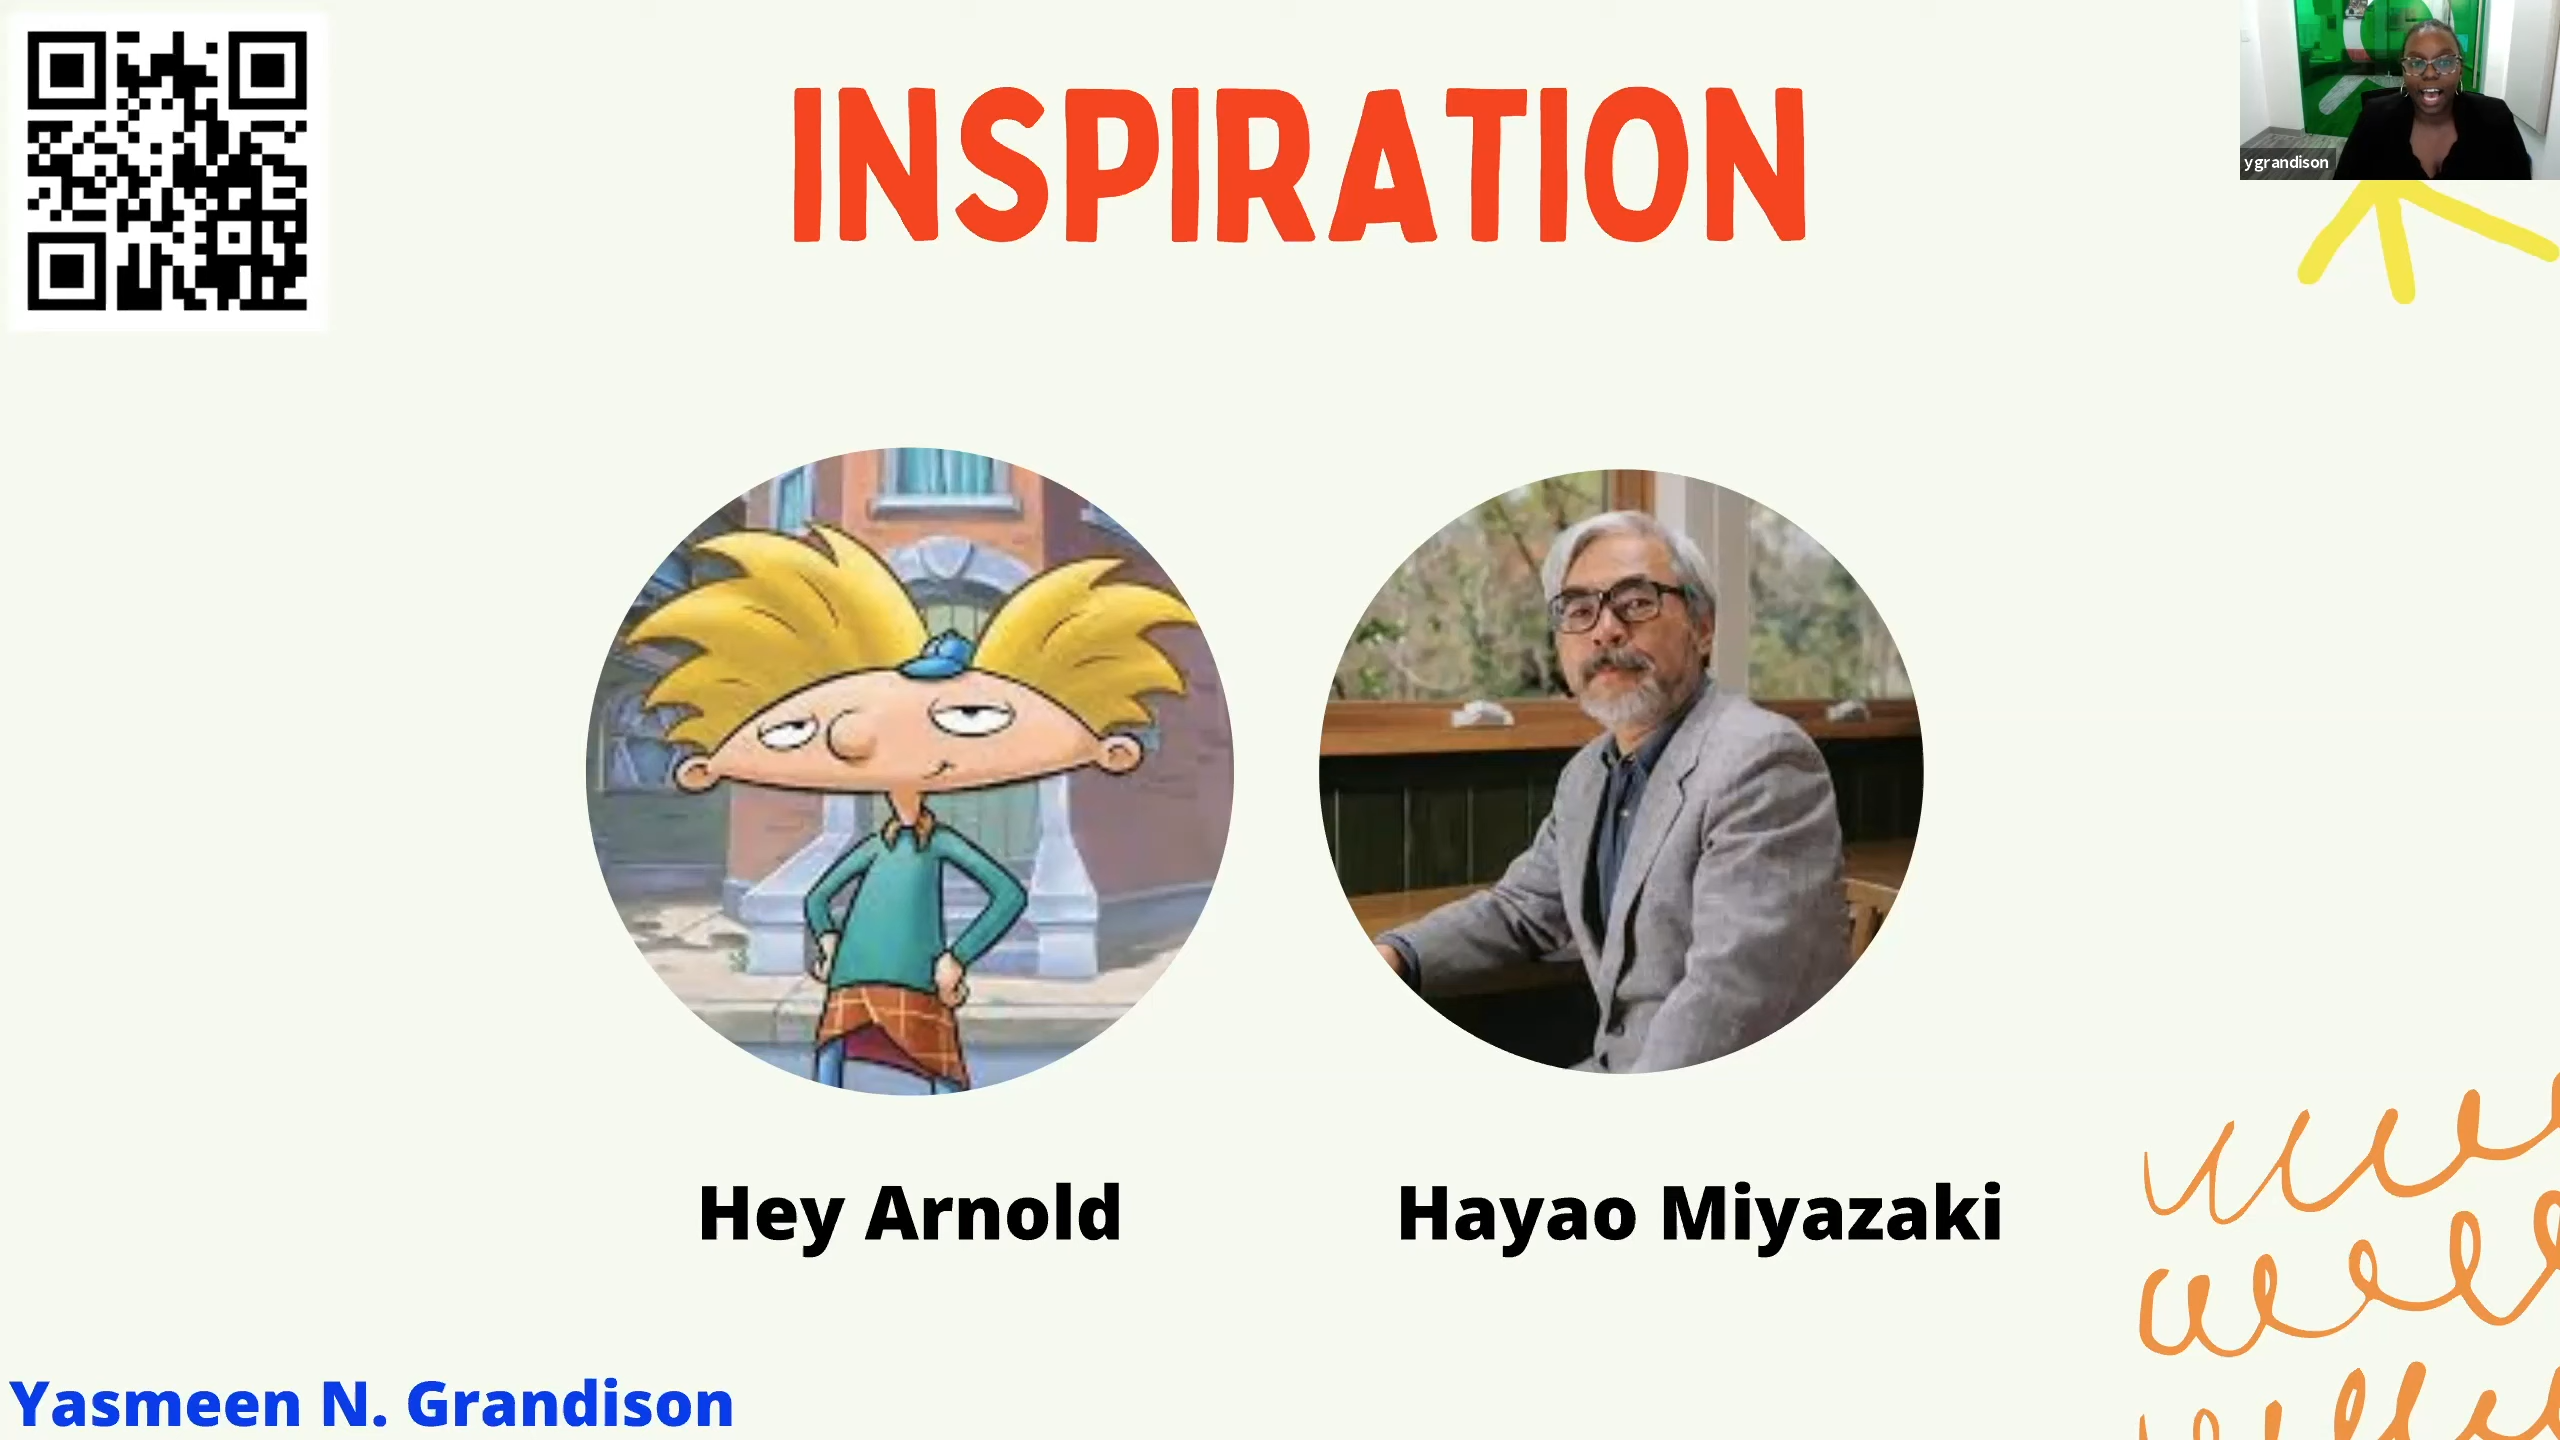 INSPIRATION
ygrandison
Hey Arnold
Hayao Miyazaki
Yasmeen N. Grandison